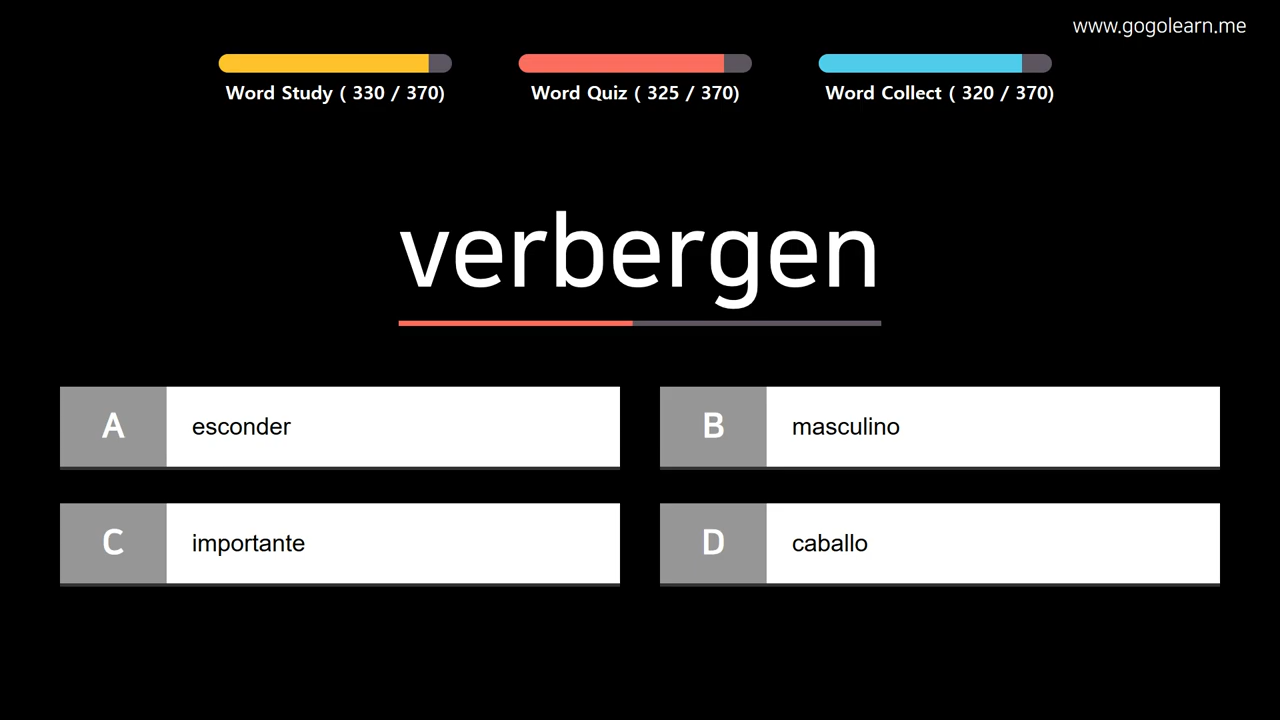 www.gogolearn.me
Word Study ( 330 / 370)
Word Quiz ( 325 / 370)
Word Collect ( 320 / 370)
verbergen
A esconder
B masculino
C importante
D caballo